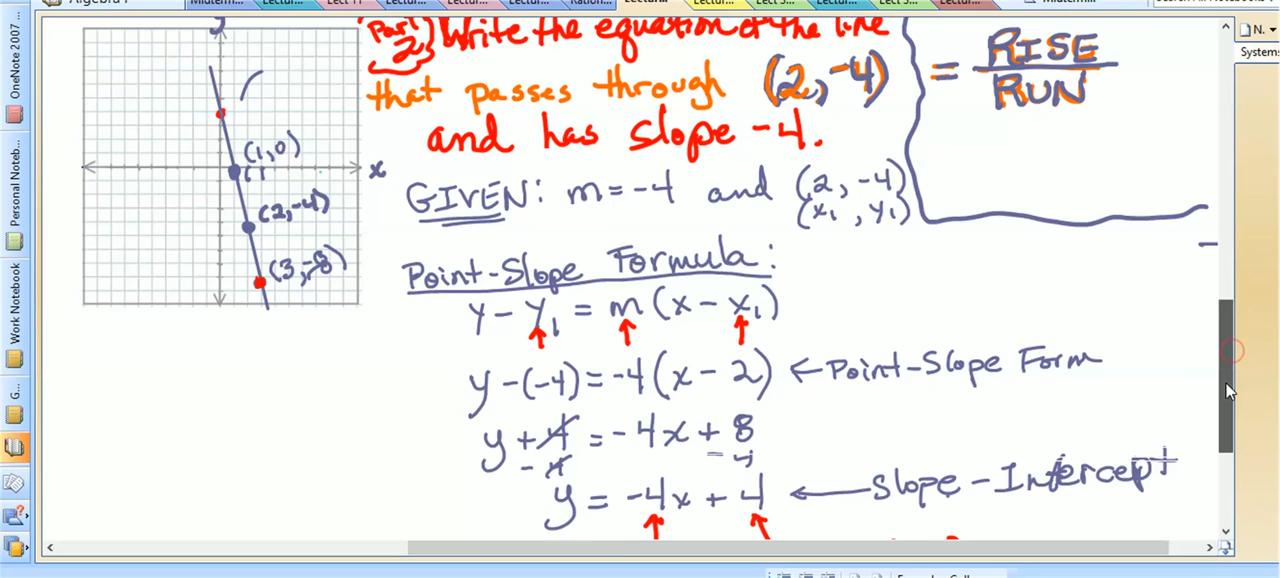 Algebra I
OneNote 2007
Personal Noteb...
Work Notebook
G...
N.
Systems
Part 2) Write the equation of the line
that passes through (2, -4)
and has slope -4.
= RISE
RUN
GIVEN: m = -4 and (2, -4)
(x₁, y₁)
Point-Slope Formula:
y - y₁ = m(x - x₁)
y - (-4) = -4(x - 2) ← Point-Slope Form
y + 4 = -4x + 8
-4 -4
y = -4x + 4 ← Slope-Intercept
y
x
(1,0)
(2,-4)
(3,-8)